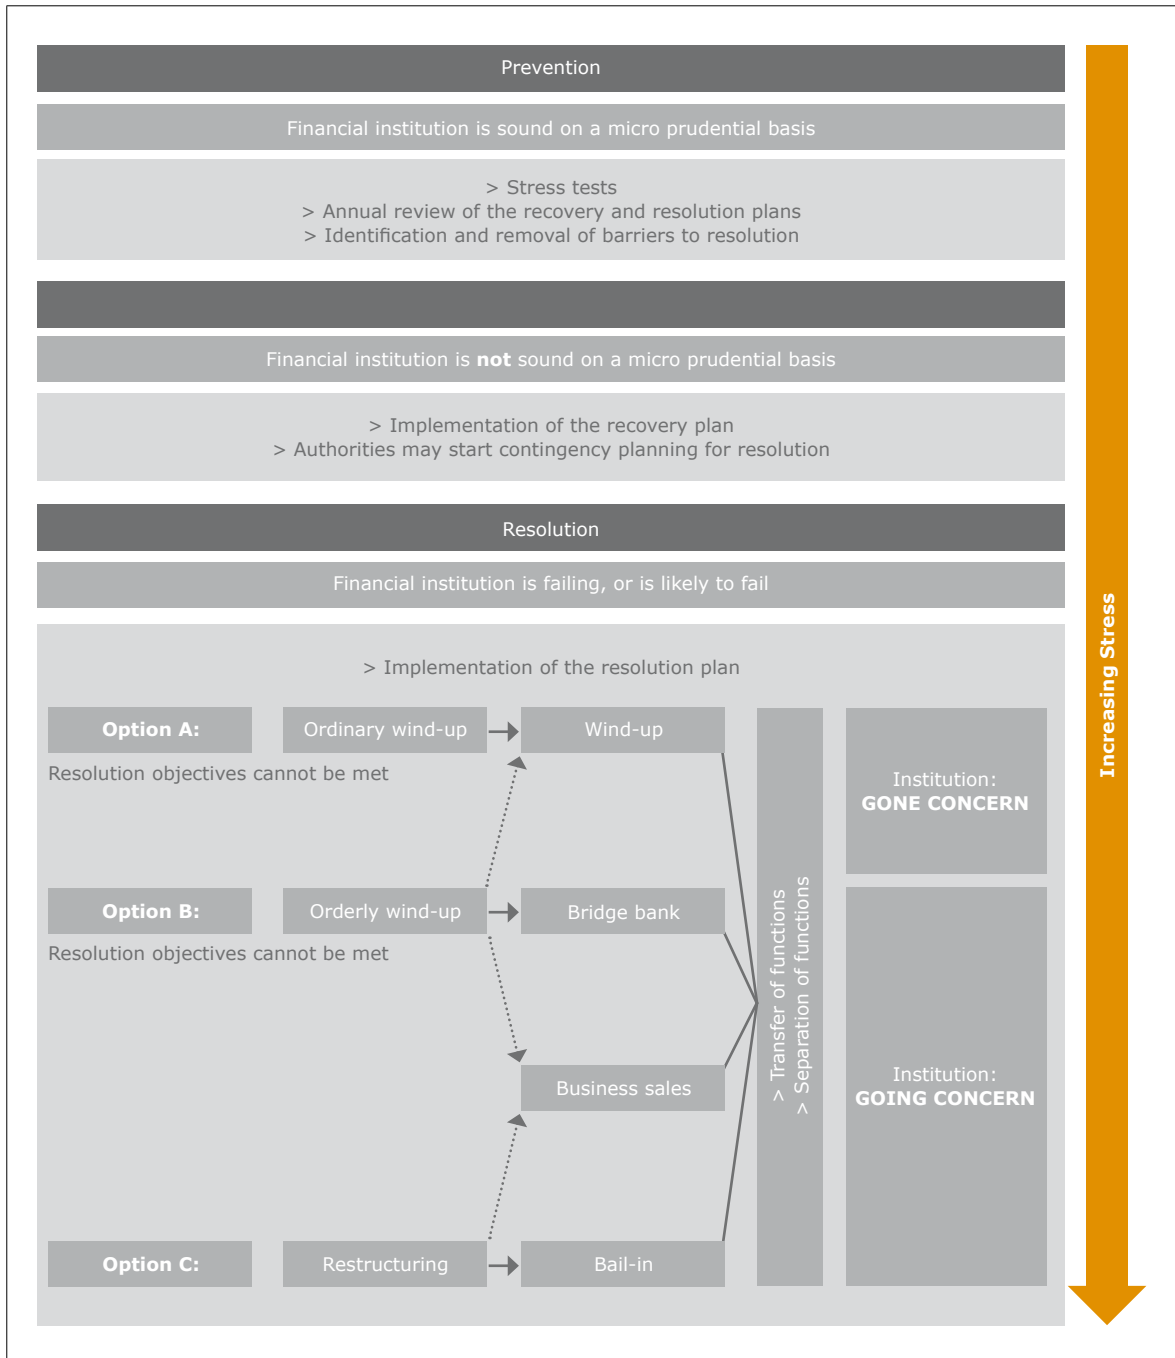 Prevention
Financial institution is sound on a micro prudential basis
> Stress tests
> Annual review of the recovery and resolution plans
> Identification and removal of barriers to resolution
Financial institution is not sound on a micro prudential basis
> Implementation of the recovery plan
> Authorities may start contingency planning for resolution
Resolution
Financial institution is failing, or is likely to fail
> Implementation of the resolution plan
Option A:
Ordinary wind-up
Wind-up
Resolution objectives cannot be met
Option B:
Orderly wind-up
Bridge bank
Resolution objectives cannot be met
Business sales
Option C:
Restructuring
Bail-in
> Transfer of functions
> Separation of functions
Institution:
GONE CONCERN
Institution:
GOING CONCERN
Increasing Stress